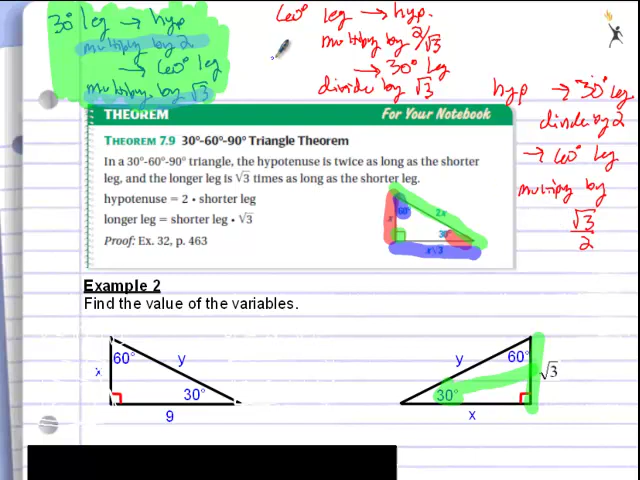 30° leg → hyp
multiply by 2
→ 60° leg
multiply by √3
60° leg → hyp.
multiply by 2/√3
→ 30° leg
divide by √3
hyp → 30° leg
divide by 2
→ 60° leg
multiply by
√3/2
THEOREM For Your Notebook
THEOREM 7.9 30°-60°-90° Triangle Theorem
In a 30°-60°-90° triangle, the hypotenuse is twice as long as the shorter
leg, and the longer leg is √3 times as long as the shorter leg.
hypotenuse = 2 • shorter leg
longer leg = shorter leg • √3
Proof: Ex. 32, p. 463
60° 2x
x 30°
x√3
Example 2
Find the value of the variables.
60° y
x
30°
9
y 60°
√3
30°
x